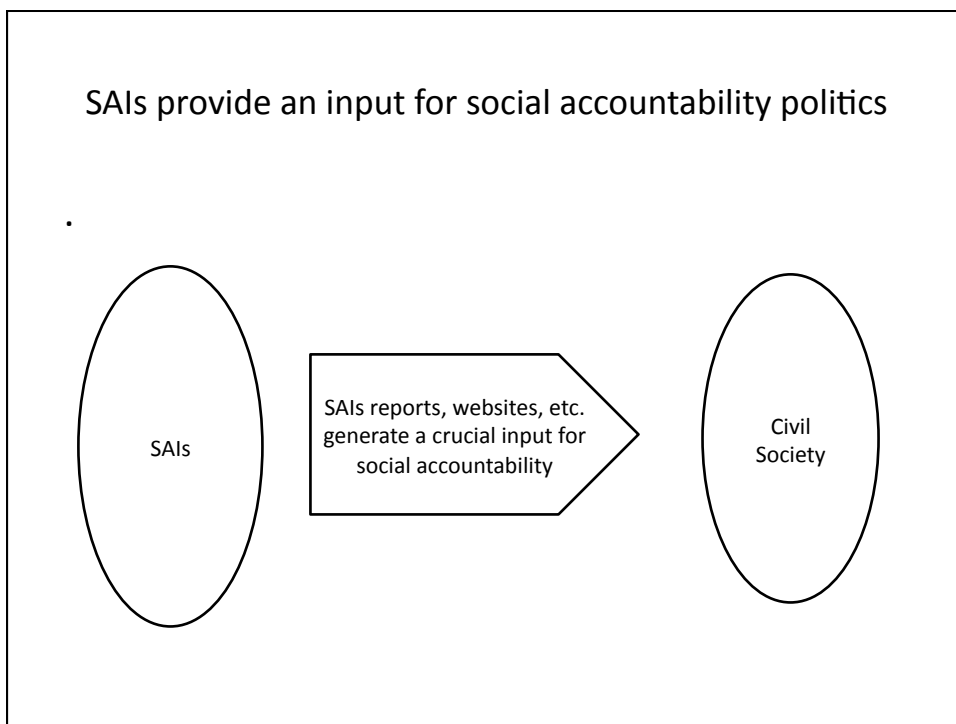 SAIs provide an input for social accountability politics
.
SAIs
SAIs reports, websites, etc.
generate a crucial input for
social accountability
Civil
Society